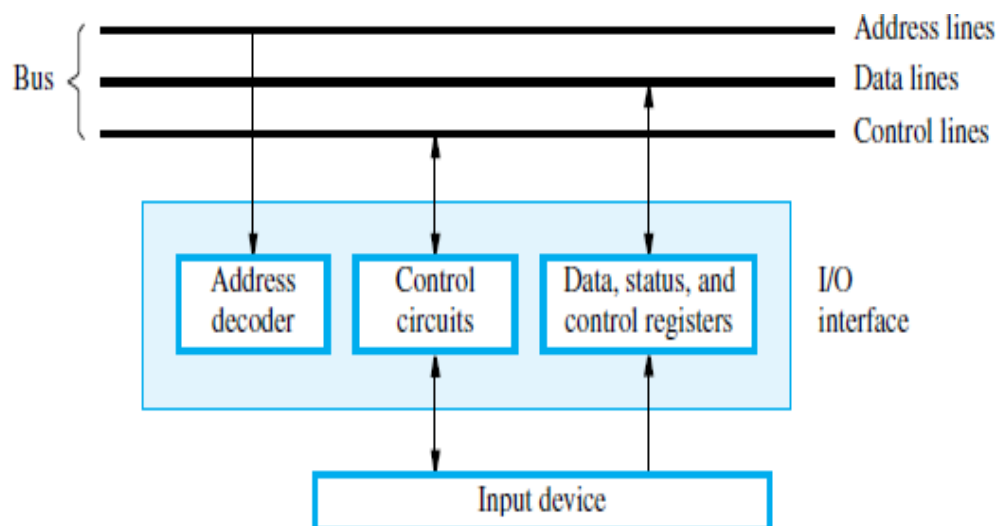 Address lines
Bus
Data lines
Control lines
Address
decoder
Control
circuits
Data, status, and
control registers
I/O
interface
Input device